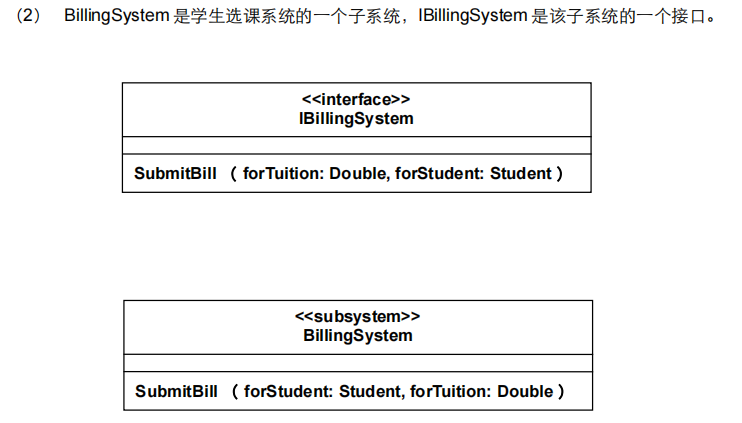 （2） BillingSystem 是学生选课系统的一个子系统，IBillingSystem 是该子系统的一个接口。
<<interface>>
IBillingSystem
SubmitBill （ forTuition: Double, forStudent: Student ）
<<subsystem>>
BillingSystem
SubmitBill （ forStudent: Student, forTuition: Double ）